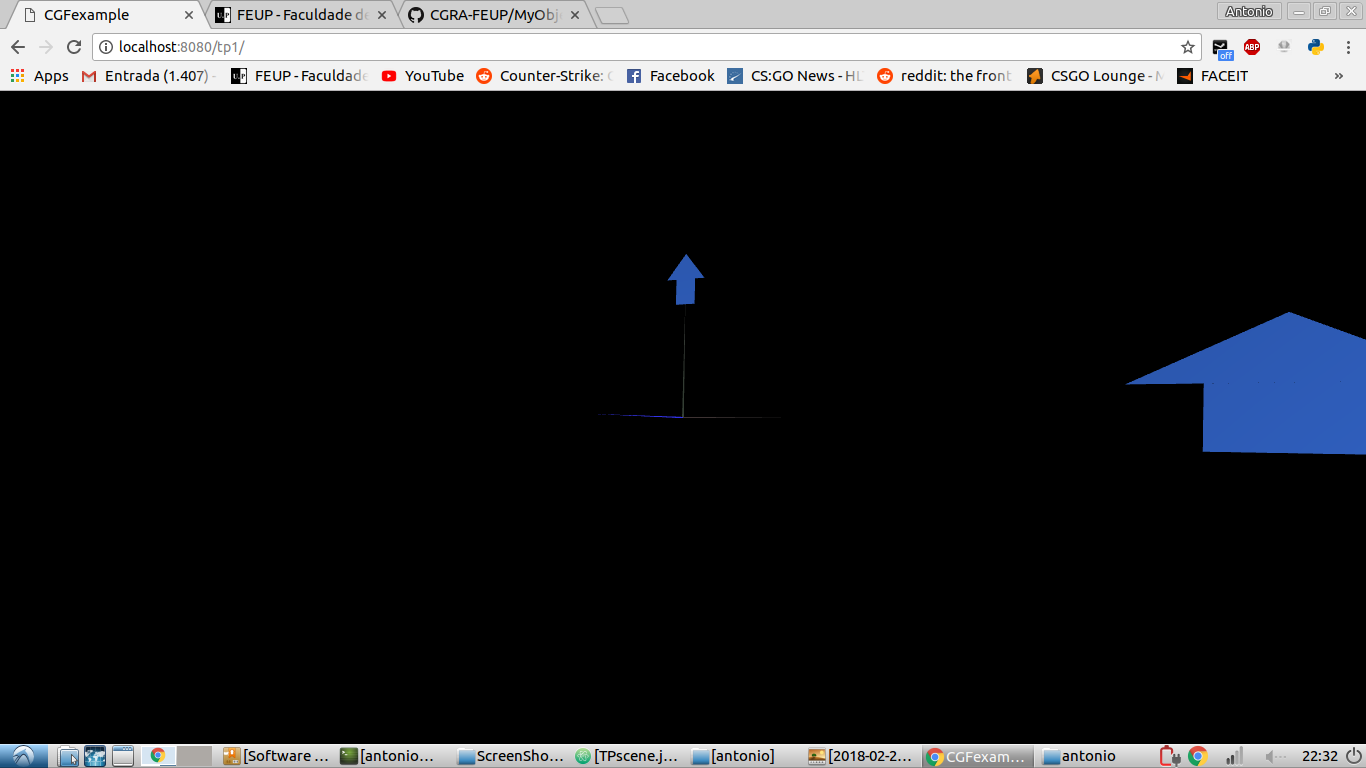 CGFexample
FEUP - Faculdade de
CGRA-FEUP/MyObj
Antonio
localhost:8080/tp1/
off
ABP
Apps
Entrada (1.407) -
FEUP - Faculdad
YouTube
Counter-Strike: G
Facebook
CS:GO News - HL
reddit: the front
CSGO Lounge - M
FACEIT
»
[Software ...
[antonio...
ScreenSho...
[TPscene.j...
[antonio]
[2018-02-2...
CGFexam...
antonio
22:32